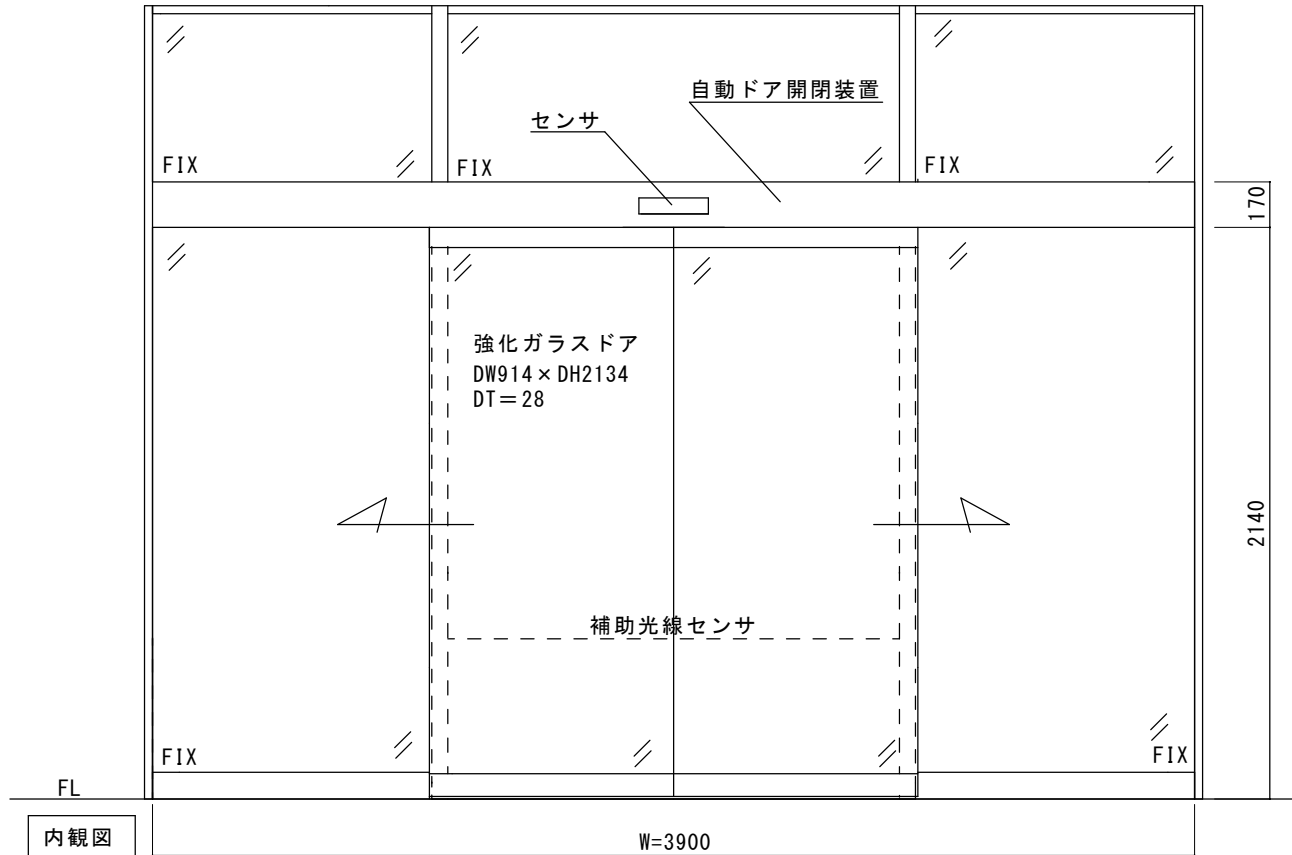 自動ドア開閉装置
センサ
FIX
FIX
FIX
170
強化ガラスドア
DW914×DH2134
DT=28
2140
補助光線センサ
FIX
FIX
FL
内観図
W=3900